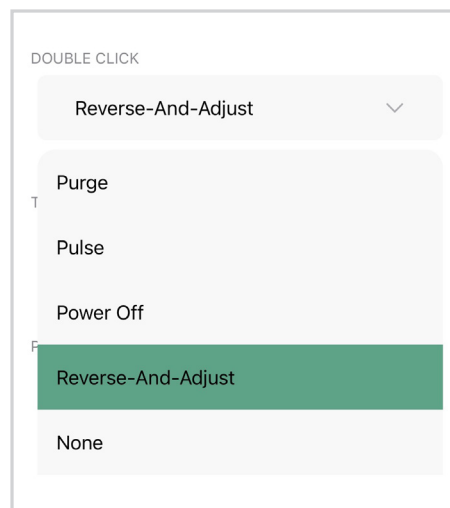 DOUBLE CLICK
Reverse-And-Adjust
Purge
Pulse
Power Off
Reverse-And-Adjust
None